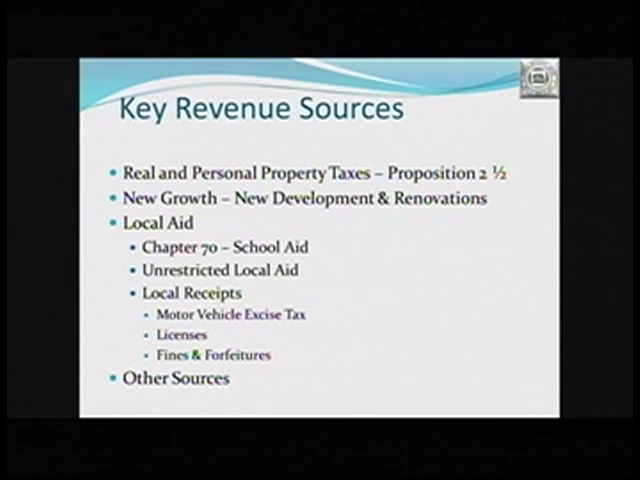 Key Revenue Sources
• Real and Personal Property Taxes – Proposition 2 ½
• New Growth – New Development & Renovations
• Local Aid
• Chapter 70 – School Aid
• Unrestricted Local Aid
• Local Receipts
• Motor Vehicle Excise Tax
• Licenses
• Fines & Forfeitures
• Other Sources